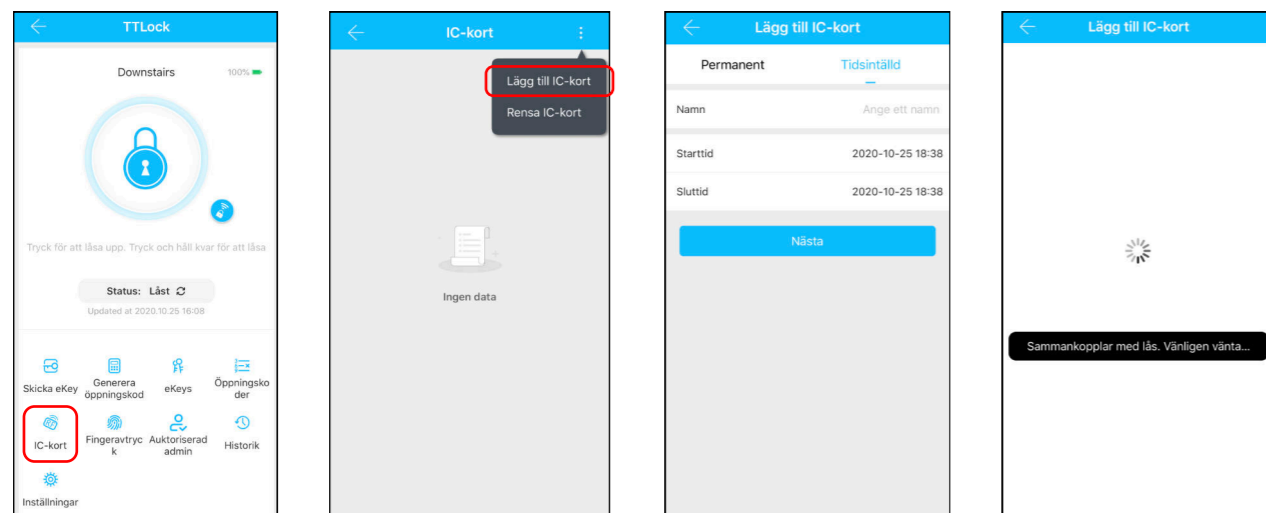 TTLock
Downstairs 100%
Tryck för att låsa upp. Tryck och håll kvar för att låsa
Status: Låst
Updated at 2020.10.25 16:08
Skicka eKey
Generera
öppningskod
eKeys
Öppningsko
der
IC-kort
Fingeravtryc
k
Auktoriserad
admin
Historik
Inställningar
IC-kort
Lägg till IC-kort
Rensa IC-kort
Ingen data
Lägg till IC-kort
Permanent Tidsintälld
Namn Ange ett namn
Starttid 2020-10-25 18:38
Sluttid 2020-10-25 18:38
Nästa
Lägg till IC-kort
Sammankopplar med lås. Vänligen vänta...